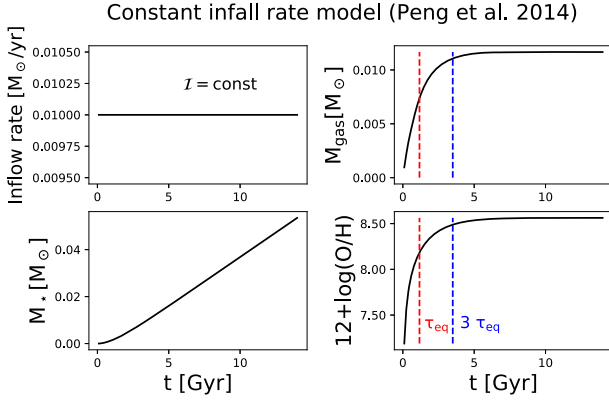 Constant infall rate model (Peng et al. 2014)
Inflow rate [M⊙/yr]
0.01050
0.01025
0.01000
0.00975
0.00950
I = const
0 5 10
Mgas[M⊙]
0.010
0.005
0.000
0 5 10
M⋆ [M⊙]
0.04
0.02
0.00
0 5 10
t [Gyr]
12+log(O/H)
8.50
8.00
7.50
τeq 3 τeq
0 5 10
t [Gyr]